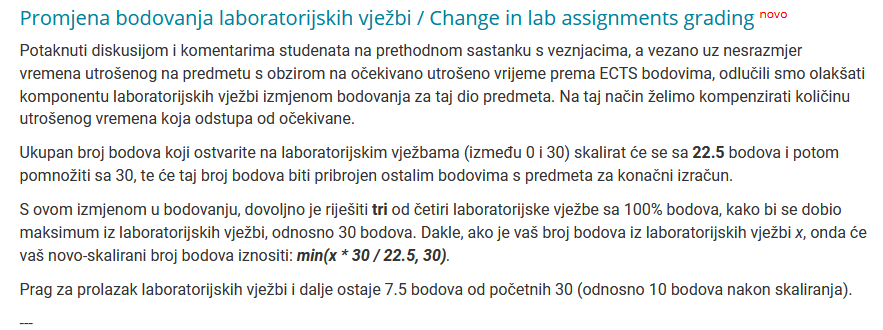 Promjena bodovanja laboratorijskih vježbi / Change in lab assignments grading novo
Potaknuti diskusijom i komentarima studenata na prethodnom sastanku s veznjacima, a vezano uz nesrazmjer
vremena utrošenog na predmetu s obzirom na očekivano utrošeno vrijeme prema ECTS bodovima, odlučili smo olakšati
komponentu laboratorijskih vježbi izmjenom bodovanja za taj dio predmeta. Na taj način želimo kompenzirati količinu
utrošenog vremena koja odstupa od očekivane.
Ukupan broj bodova koji ostvarite na laboratorijskim vježbama (između 0 i 30) skalirat će se sa 22.5 bodova i potom
pomnožiti sa 30, te će taj broj bodova biti pribrojen ostalim bodovima s predmeta za konačni izračun.
S ovom izmjenom u bodovanju, dovoljno je riješiti tri od četiri laboratorijske vježbe sa 100% bodova, kako bi se dobio
maksimum iz laboratorijskih vježbi, odnosno 30 bodova. Dakle, ako je vaš broj bodova iz laboratorijskih vježbi x, onda će
vaš novo-skalirani broj bodova iznositi: min(x * 30 / 22.5, 30).
Prag za prolazak laboratorijskih vježbi i dalje ostaje 7.5 bodova od početnih 30 (odnosno 10 bodova nakon skaliranja).
---